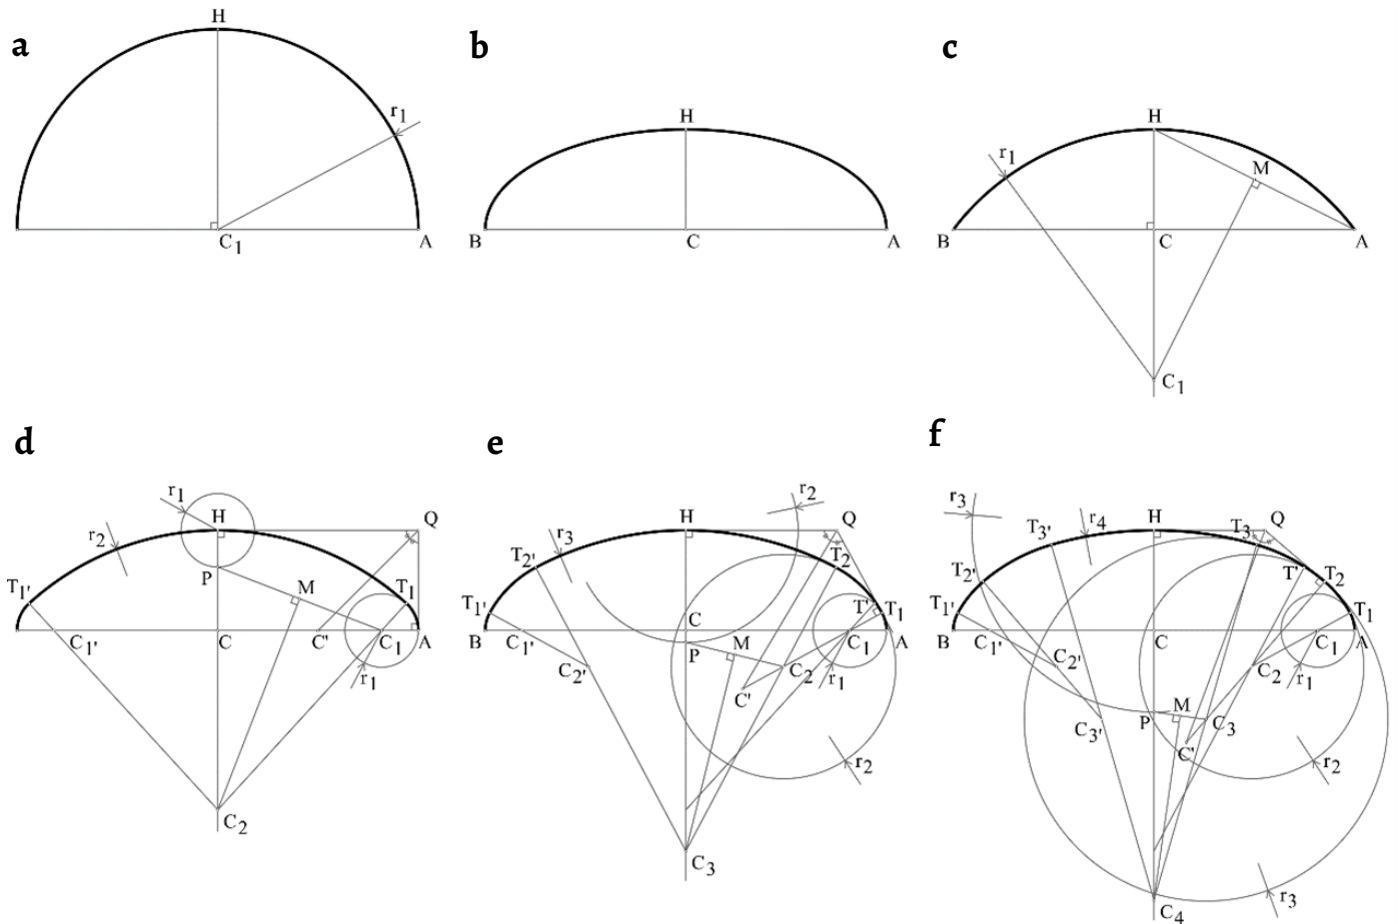 a
H
r1
C1
A
b
H
B
C
A
c
H
r1
M
B
C
A
C1
d
r1
H
Q
r2
P
M
T1'
T1
C1'
C
C'
C1
A
r1
C2
e
r2
H
Q
r3
T2'
T2
T1'
T'
T1
B
C1'
C
C1
A
P
M
C2'
C2
r1
C'
r2
C3
f
r3
H
Q
T3'
r4
T3
T2'
T'
T2
T1'
T1
B
C1'
C
C1
A
C2'
C2
r1
P
M
C3'
C3
C'
r2
r3
C4